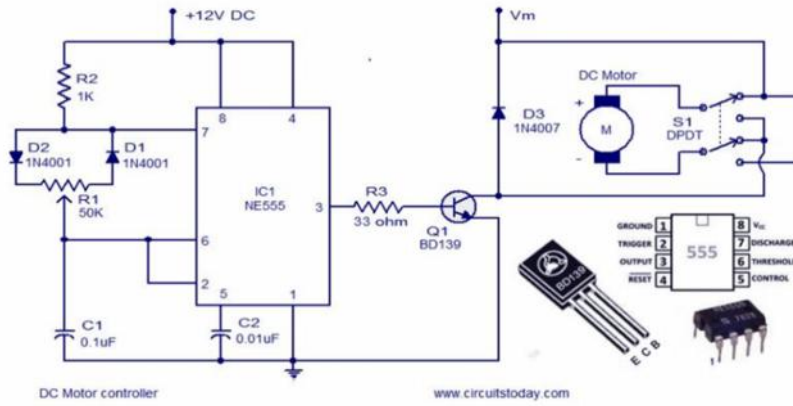 +12V DC
Vm
R2
1K
D2
1N4001
D1
1N4001
R1
50K
7
8
4
IC1
NE555
3
6
2
5
1
R3
33 ohm
Q1
BD139
D3
1N4007
DC Motor
+
M
-
S1
DPDT
C1
0.1uF
C2
0.01uF
GROUND 1
TRIGGER 2
OUTPUT 3
RESET 4
555
8 Vcc
7 DISCHARGE
6 THRESHOLD
5 CONTROL
BD139
E C B
1
DC Motor controller
www.circuitstoday.com